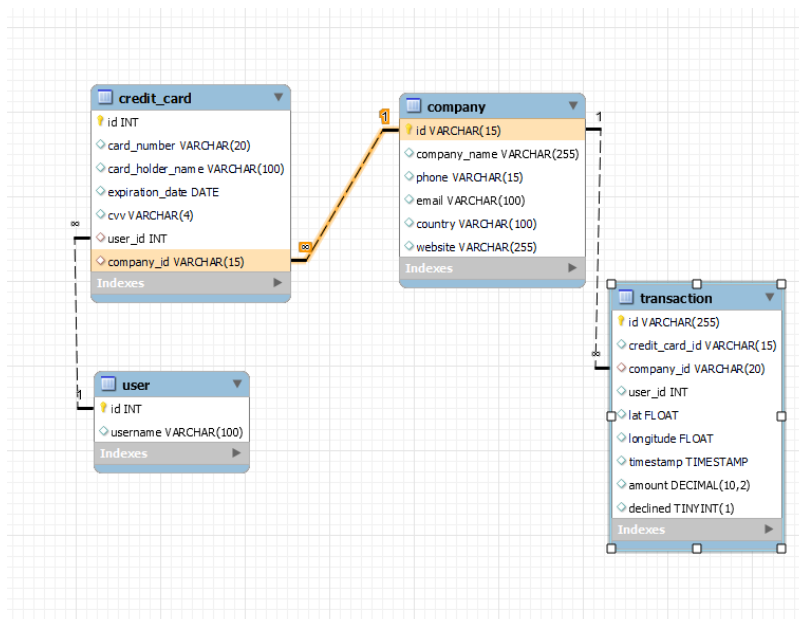 credit_card
id INT
card_number VARCHAR(20)
card_holder_name VARCHAR(100)
expiration_date DATE
cvv VARCHAR(4)
user_id INT
company_id VARCHAR(15)
Indexes
∞
1
∞
company
id VARCHAR(15)
company_name VARCHAR(255)
phone VARCHAR(15)
email VARCHAR(100)
country VARCHAR(100)
website VARCHAR(255)
Indexes
1
∞
user
id INT
username VARCHAR(100)
Indexes
1
transaction
id VARCHAR(255)
credit_card_id VARCHAR(15)
company_id VARCHAR(20)
user_id INT
lat FLOAT
longitude FLOAT
timestamp TIMESTAMP
amount DECIMAL(10,2)
declined TINYINT(1)
Indexes